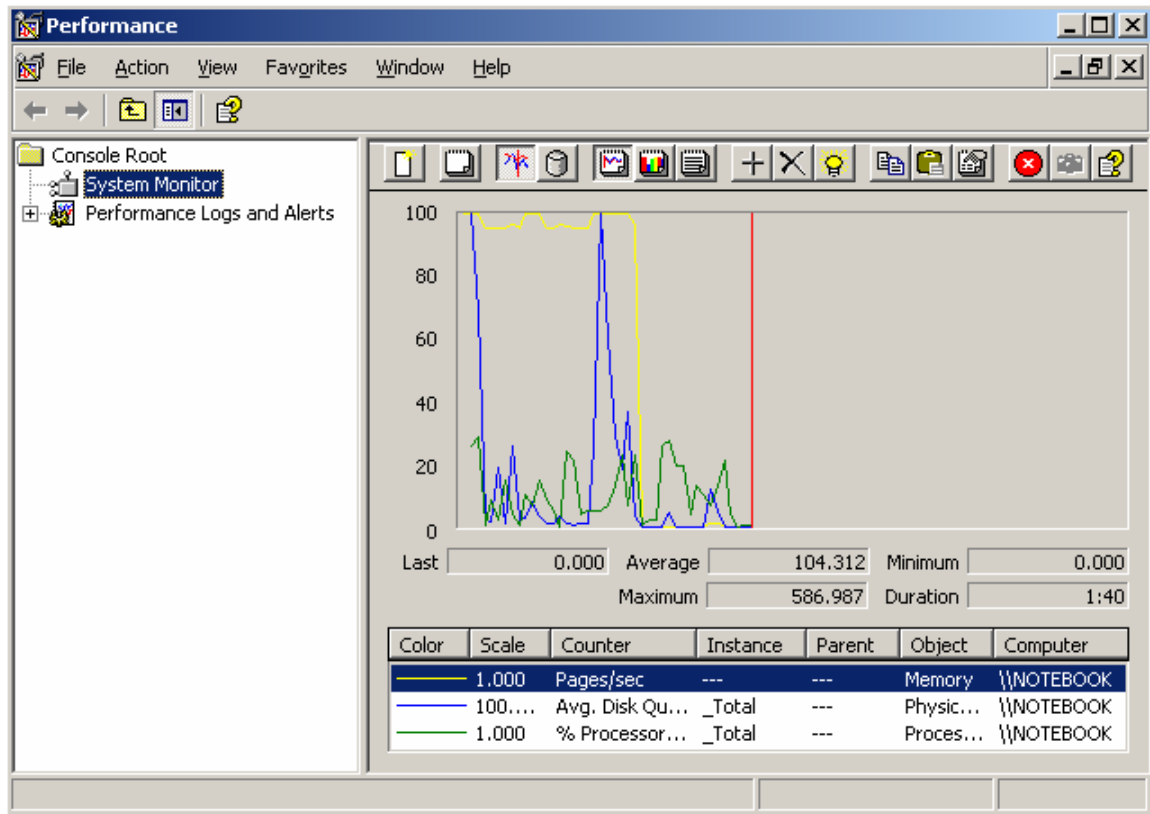 Performance
File Action View Favorites Window Help
Console Root
System Monitor
Performance Logs and Alerts
100
80
60
40
20
0
Last 0.000 Average 104.312 Minimum 0.000
Maximum 586.987 Duration 1:40
Color Scale Counter Instance Parent Object Computer
1.000 Pages/sec --- --- Memory \\NOTEBOOK
100.... Avg. Disk Qu... _Total --- Physic... \\NOTEBOOK
1.000 % Processor... _Total --- Proces... \\NOTEBOOK